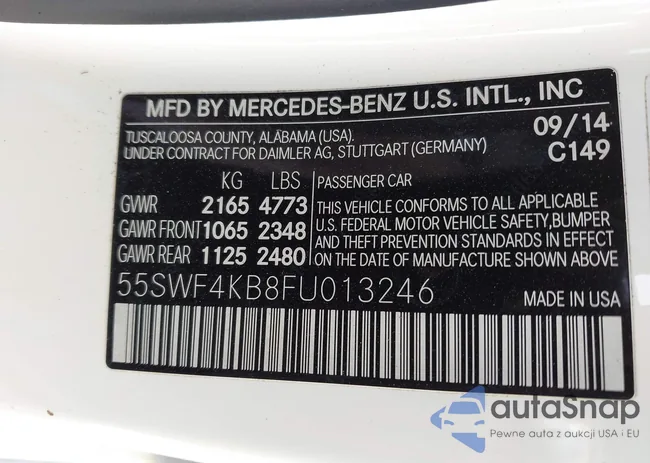 MFD BY MERCEDES-BENZ U.S. INTL., INC
TUSCALOOSA COUNTY, ALABAMA (USA).
UNDER CONTRACT FOR DAIMLER AG, STUTTGART (GERMANY)
09/14
C149
KG LBS
GVWR 2165 4773
GAWR FRONT 1065 2348
GAWR REAR 1125 2480
PASSENGER CAR
THIS VEHICLE CONFORMS TO ALL APPLICABLE
U.S. FEDERAL MOTOR VEHICLE SAFETY,BUMPER
AND THEFT PREVENTION STANDARDS IN EFFECT
ON THE DATE OF MANUFACTURE SHOWN ABOVE.
55SWF4KB8FU013246
MADE IN USA
autaSnap
Pewne auta z aukcji USA i EU